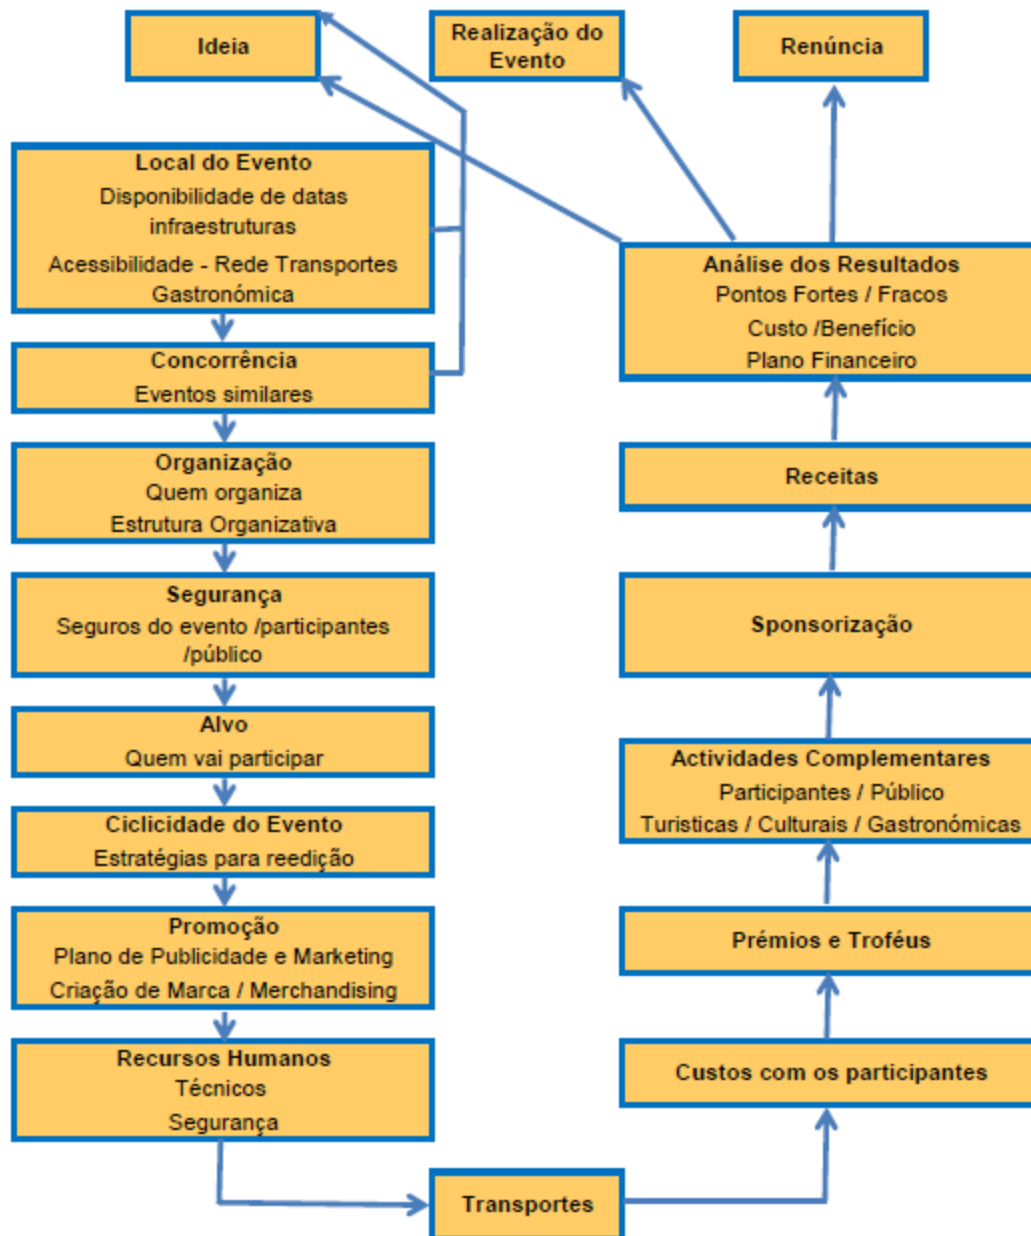 Ideia
Realização do
Evento
Renúncia
Local do Evento
Disponibilidade de datas
infraestruturas
Acessibilidade - Rede Transportes
Gastronómica
Concorrência
Eventos similares
Organização
Quem organiza
Estrutura Organizativa
Segurança
Seguros do evento /participantes
/público
Alvo
Quem vai participar
Ciclicidade do Evento
Estratégias para reedição
Promoção
Plano de Publicidade e Marketing
Criação de Marca / Merchandising
Recursos Humanos
Técnicos
Segurança
Transportes
Custos com os participantes
Prémios e Troféus
Actividades Complementares
Participantes / Público
Turisticas / Culturais / Gastronómicas
Sponsorização
Receitas
Análise dos Resultados
Pontos Fortes / Fracos
Custo /Benefício
Plano Financeiro